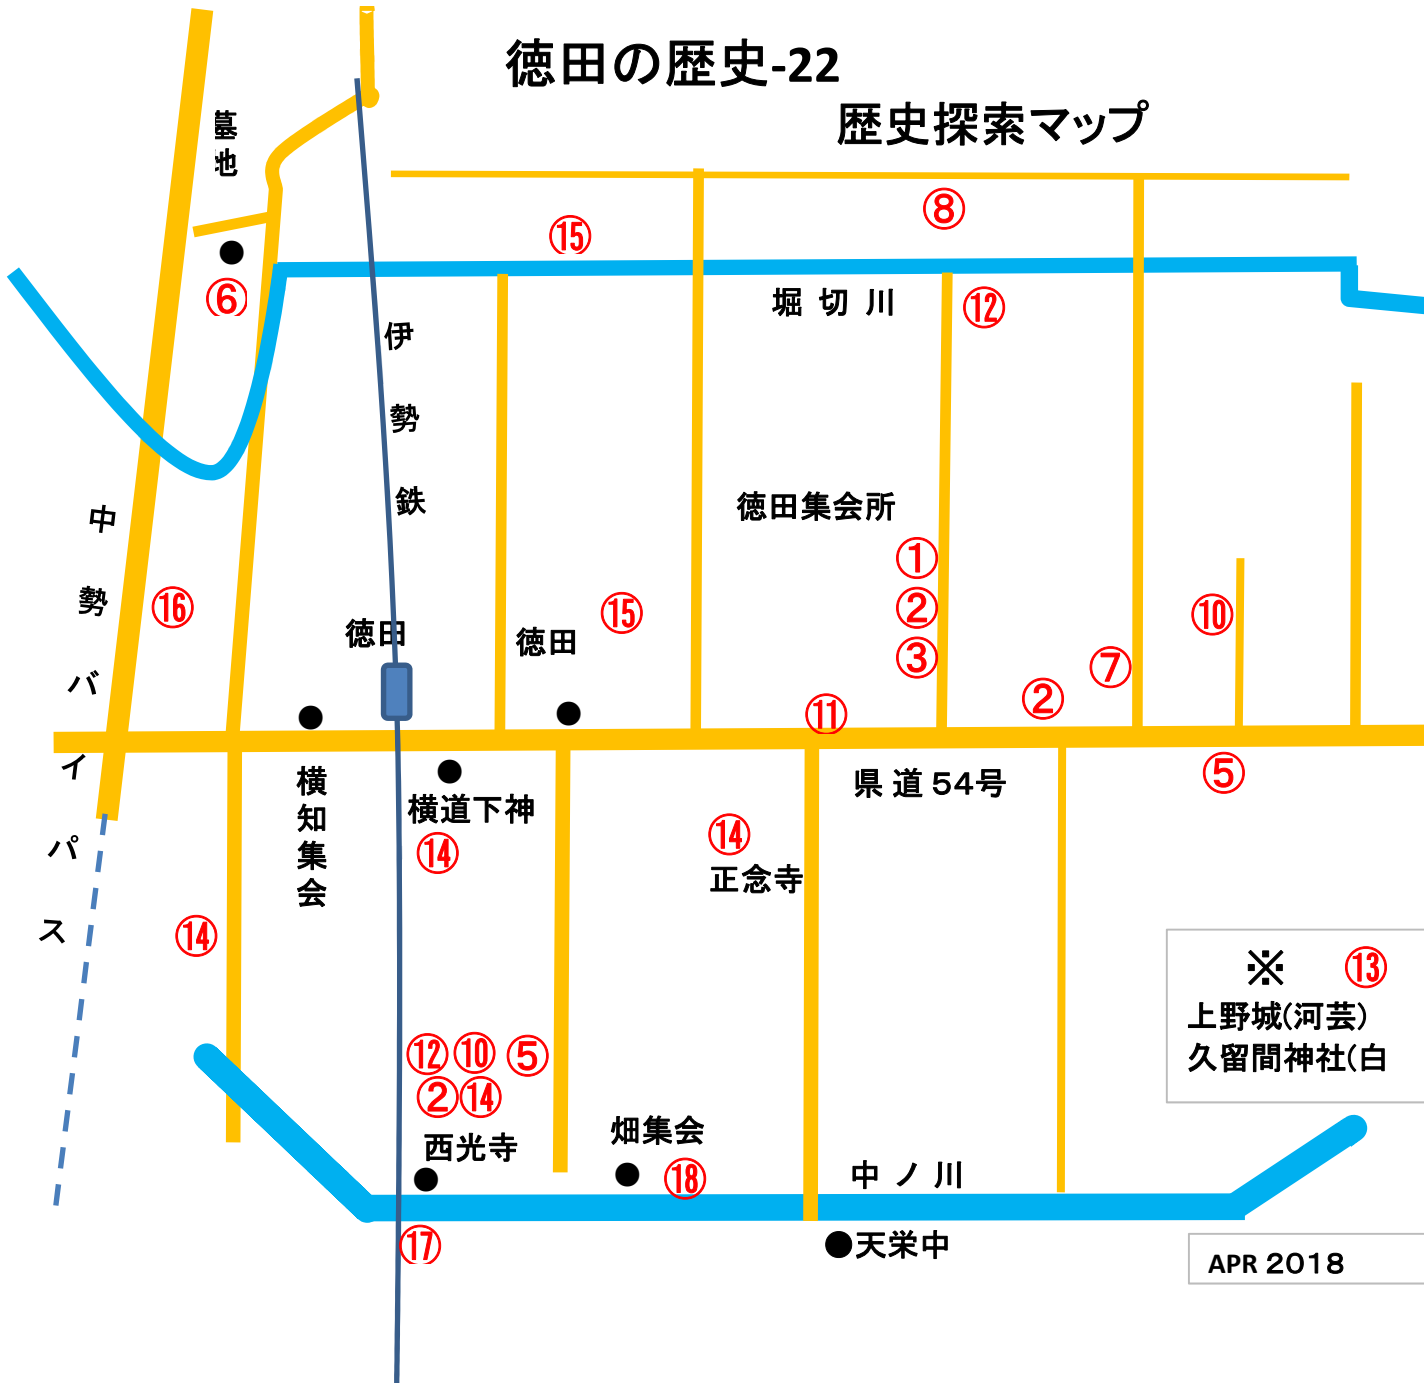 徳田の歴史-22
歴史探索マップ
墓地
⑧
⑮
⑥
堀切川
⑫
伊勢鉄
徳田集会所
①
②
③
中勢バイパス
⑯
⑮
⑩
徳田
徳田
⑦
②
⑪
横知集会
横道下神
⑭
県道54号
⑤
⑭
正念寺
⑭
※ ⑬
上野城(河芸)
久留間神社(白
⑫⑩⑤
②⑭
西光寺
畑集会
⑱
中ノ川
⑰
天栄中
APR 2018